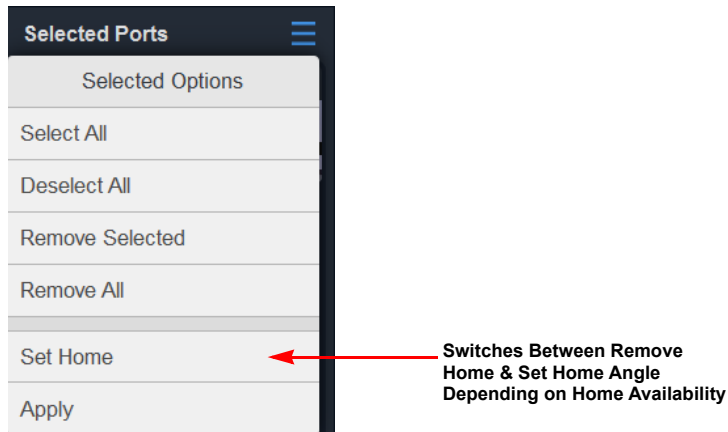 Selected Ports
Selected Options
Select All
Deselect All
Remove Selected
Remove All
Set Home
Apply
Switches Between Remove
Home & Set Home Angle
Depending on Home Availability